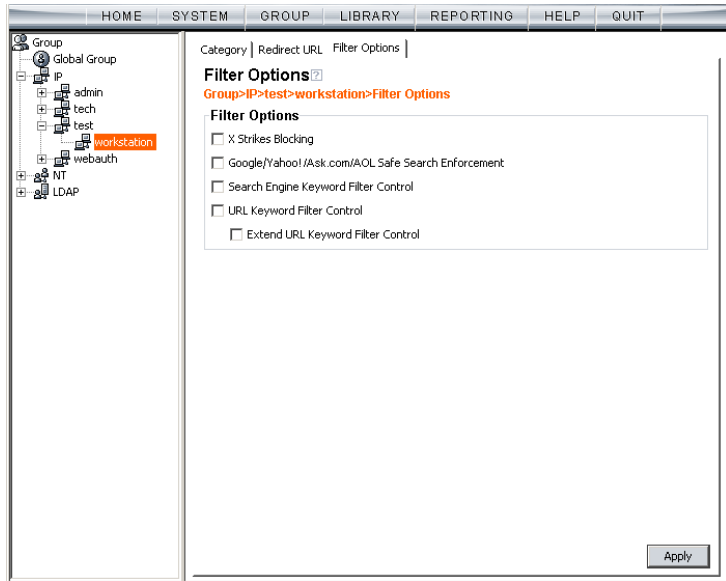 HOME SYSTEM GROUP LIBRARY REPORTING HELP QUIT
Group
Global Group
IP
admin
tech
test
workstation
webauth
NT
LDAP
Category Redirect URL Filter Options
Filter Options?
Group>IP>test>workstation>Filter Options
Filter Options
X Strikes Blocking
Google/Yahoo!/Ask.com/AOL Safe Search Enforcement
Search Engine Keyword Filter Control
URL Keyword Filter Control
Extend URL Keyword Filter Control
Apply